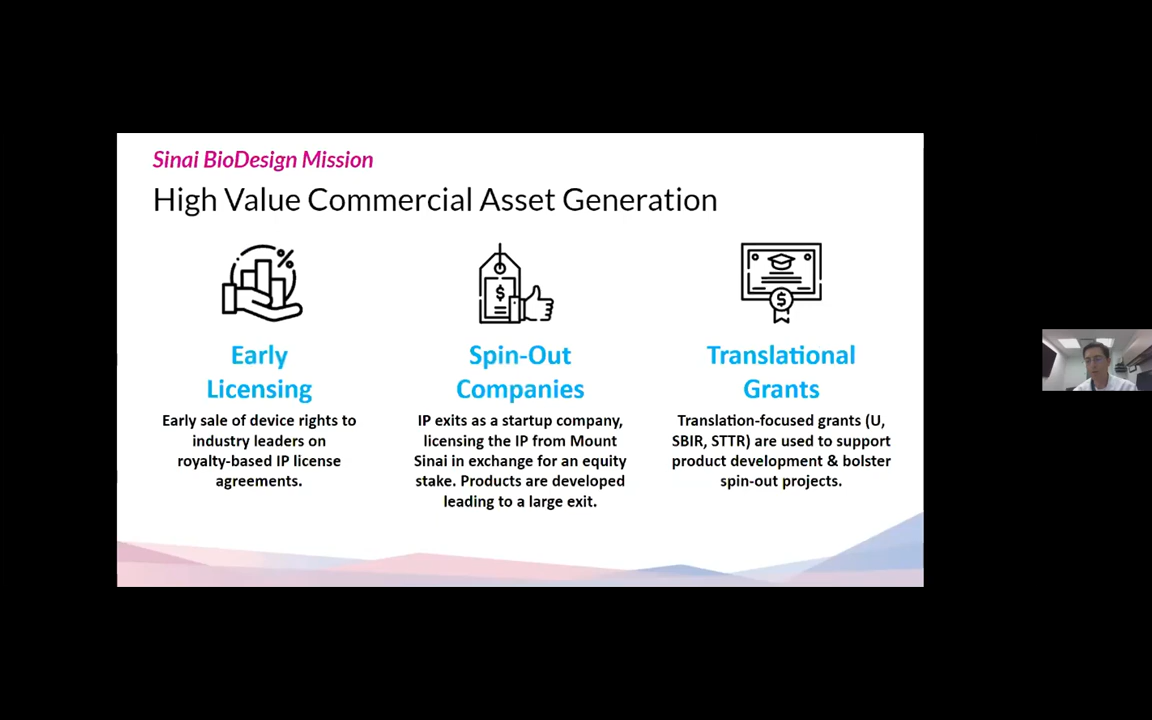 Sinai BioDesign Mission
High Value Commercial Asset Generation
Early
Licensing
Early sale of device rights to
industry leaders on
royalty-based IP license
agreements.
Spin-Out
Companies
IP exits as a startup company,
licensing the IP from Mount
Sinai in exchange for an equity
stake. Products are developed
leading to a large exit.
Translational
Grants
Translation-focused grants (U,
SBIR, STTR) are used to support
product development & bolster
spin-out projects.